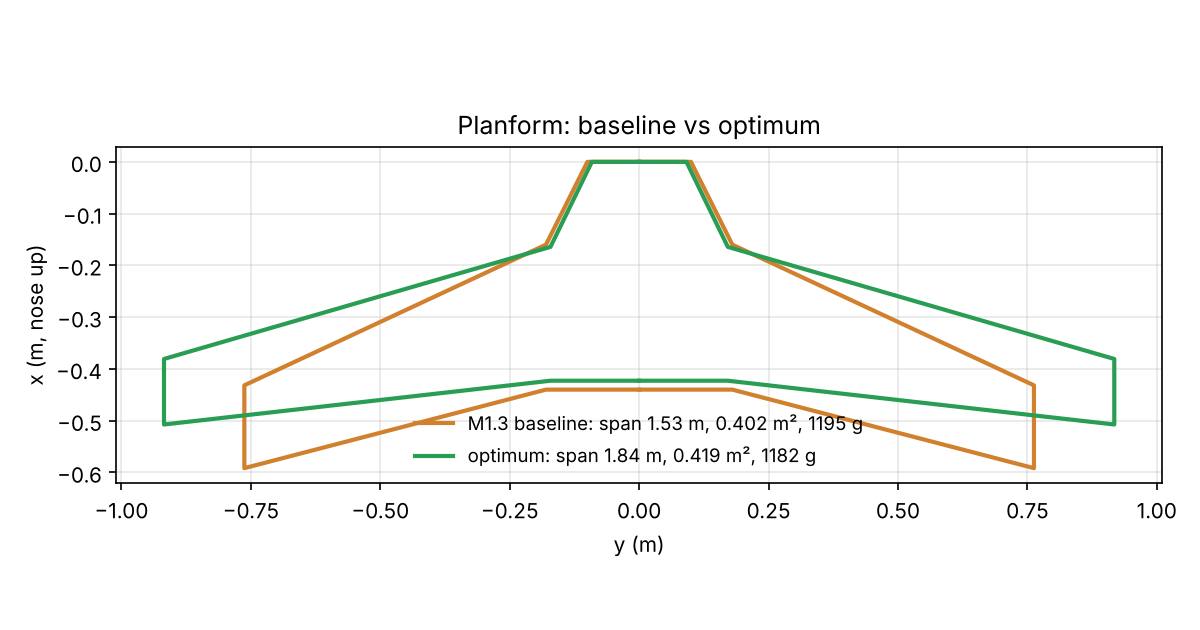 Planform: baseline vs optimum
0.0
−0.1
−0.2
−0.3
−0.4
−0.5
−0.6
x (m, nose up)
M1.3 baseline: span 1.53 m, 0.402 m², 1195 g
optimum: span 1.84 m, 0.419 m², 1182 g
−1.00 −0.75 −0.50 −0.25 0.00 0.25 0.50 0.75 1.00
y (m)